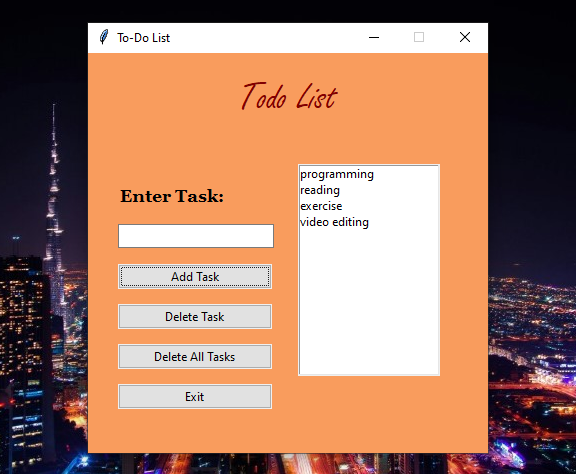 To-Do List
Todo List
Enter Task:
Add Task
Delete Task
Delete All Tasks
Exit
programming
reading
exercise
video editing